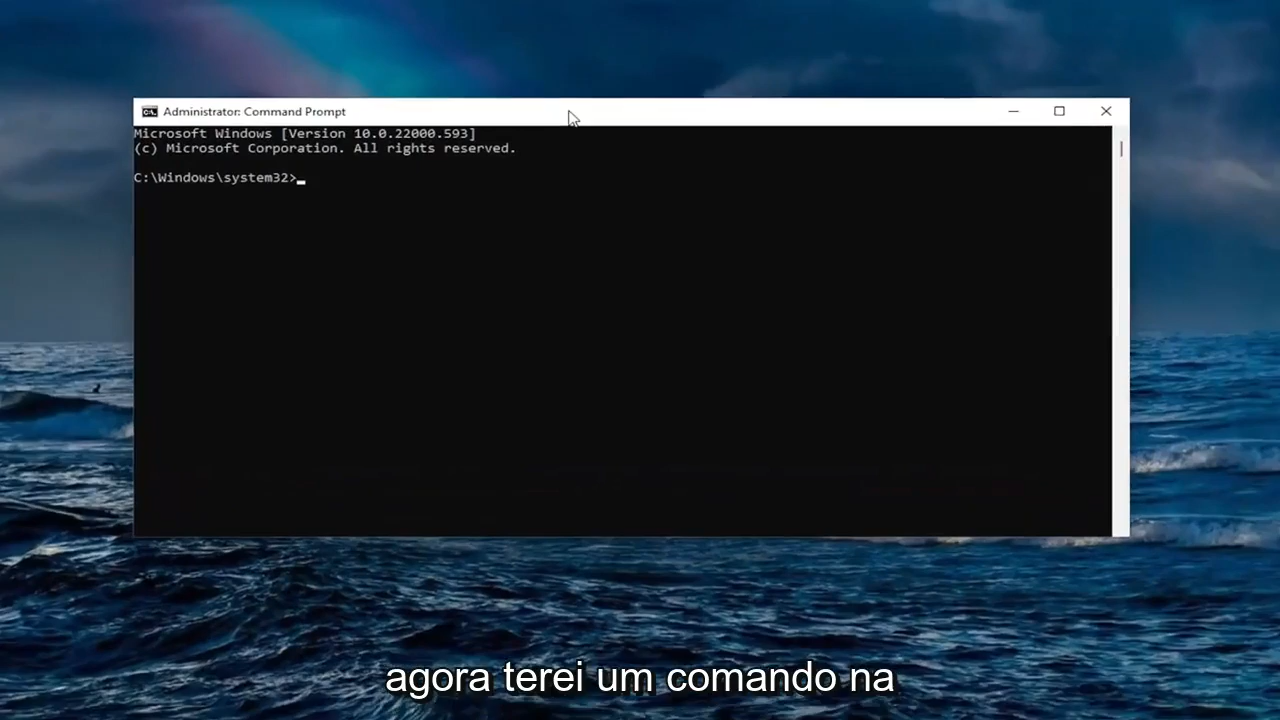 Administrator: Command Prompt
Microsoft Windows [Version 10.0.22000.593]
(c) Microsoft Corporation. All rights reserved.
C:\Windows\system32>
agora terei um comando na